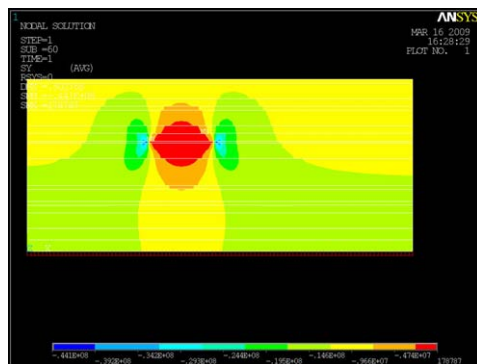 1
ANSYS
NODAL SOLUTION
MAR 16 2009
16:28:29
PLOT NO. 1
STEP=1
SUB =60
TIME=1
SY (AVG)
RSYS=0
-.441E+08 -.392E+08 -.342E+08 -.293E+08 -.244E+08 -.195E+08 -.146E+08 -.966E+07 -.474E+07 178787